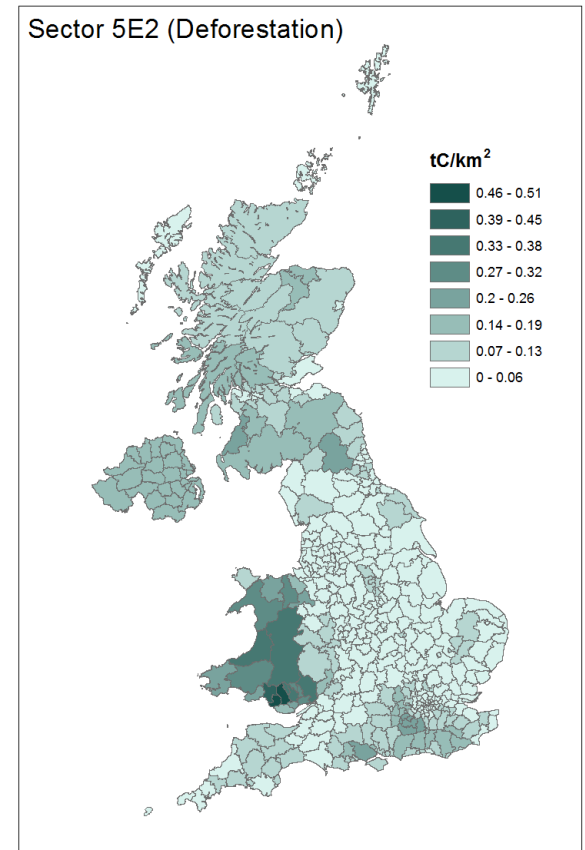 Sector 5E2 (Deforestation)
tC/km²
0.46 - 0.51
0.39 - 0.45
0.33 - 0.38
0.27 - 0.32
0.2 - 0.26
0.14 - 0.19
0.07 - 0.13
0 - 0.06